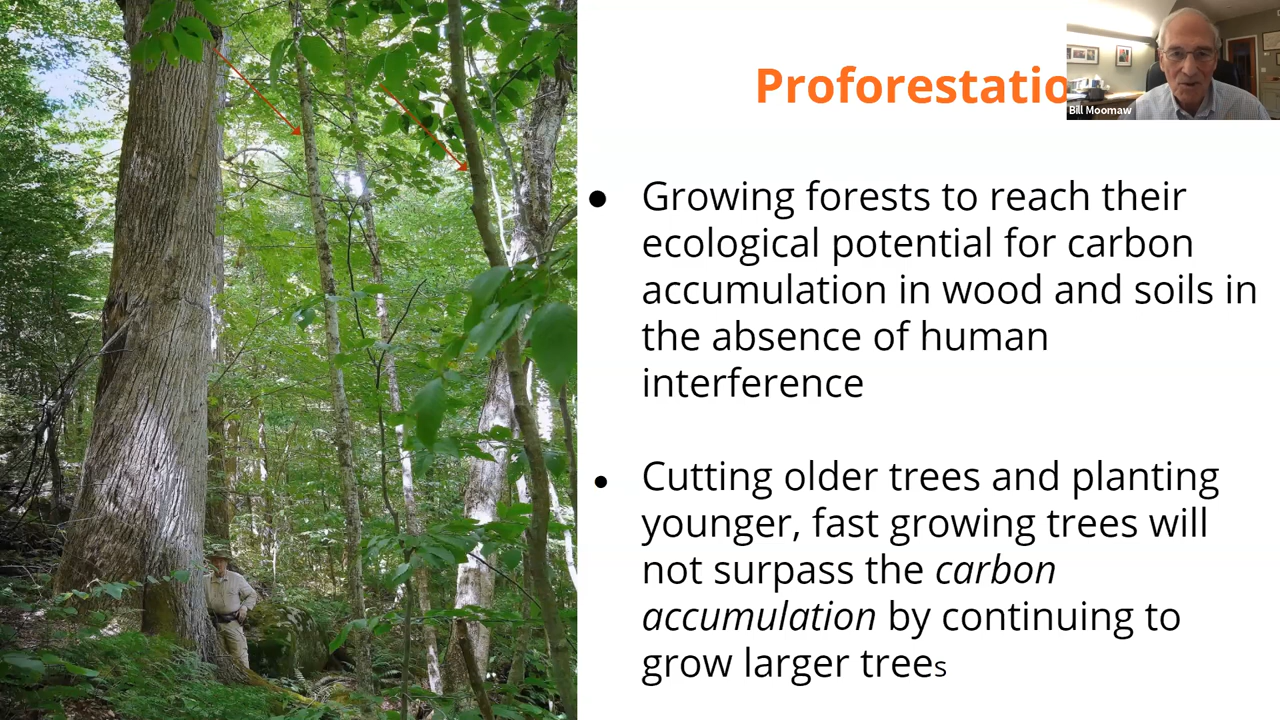 Proforestatio
Bill Moomaw
● Growing forests to reach their
ecological potential for carbon
accumulation in wood and soils in
the absence of human
interference
● Cutting older trees and planting
younger, fast growing trees will
not surpass the carbon
accumulation by continuing to
grow larger trees